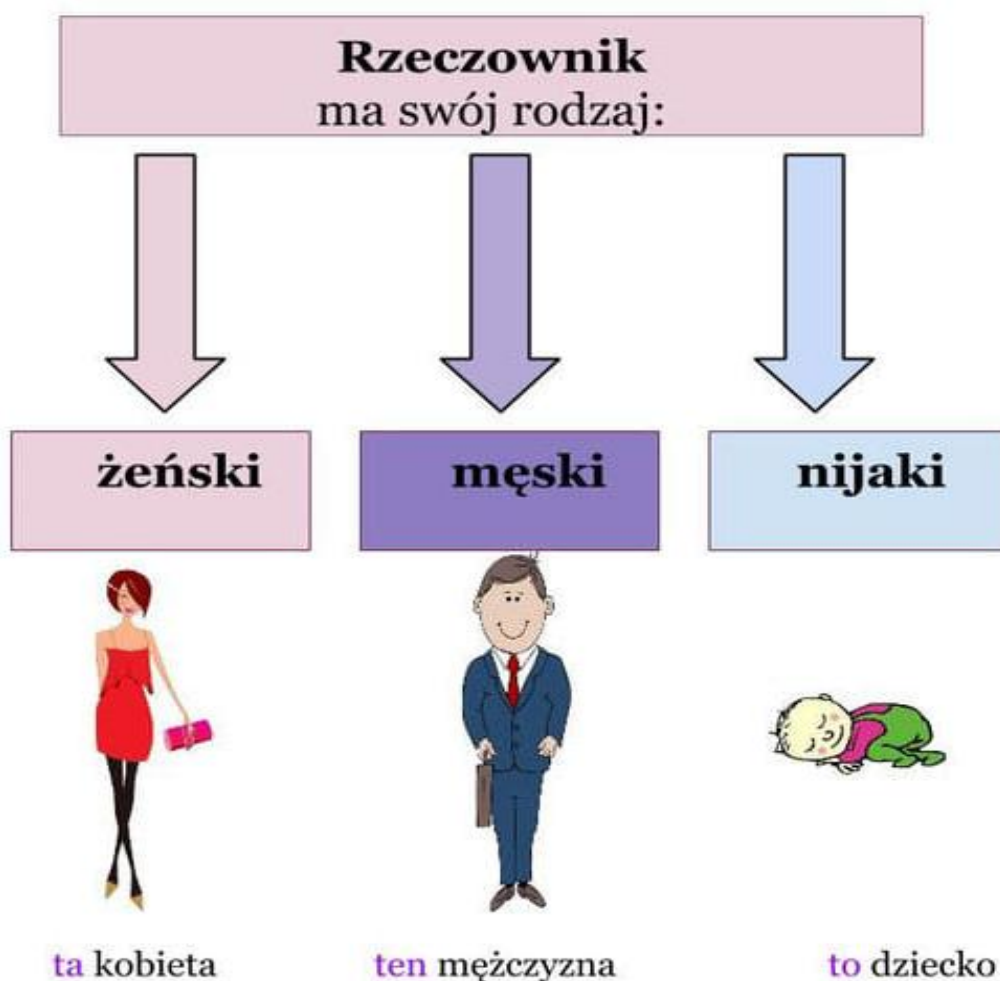 Rzeczownik
ma swój rodzaj:
żeński
męski
nijaki
ta kobieta
ten mężczyzna
to dziecko